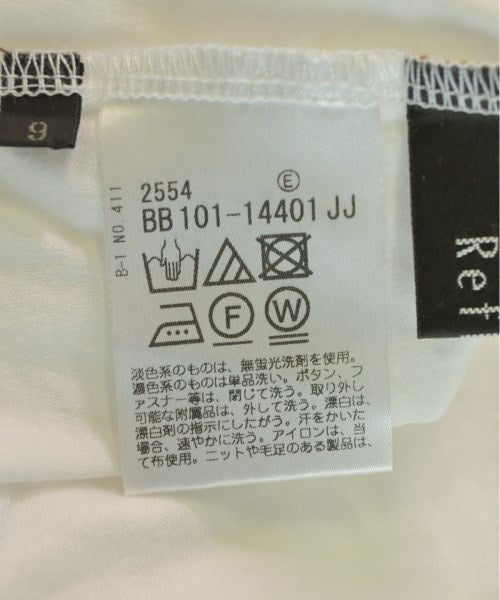 9
B-1 NO. 411
2554 E
BB 101-14401 JJ
F W
淡色系のものは、無蛍光洗剤を使用。
濃色系のものは単品洗い。ボタン、フ
ァスナー等は、閉じて洗う。取り外し
可能な附属品は、外して洗う。漂白は、
漂白剤の指示にしたがう。汗をかいた
場合、速やかに洗う。アイロンは、当
て布使用。ニットや毛足のある製品は、
Ref